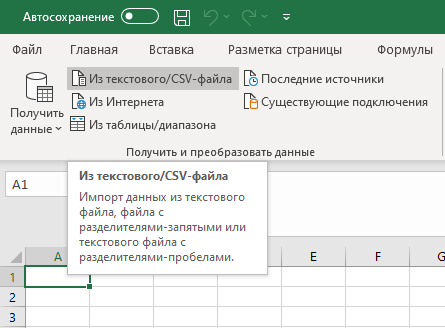 Автосохранение
Файл Главная Вставка Разметка страницы Формулы
Получить данные
Из текстового/CSV-файла
Из Интернета
Из таблицы/диапазона
Последние источники
Существующие подключения
Получить и преобразовать данные
A1
Из текстового/CSV-файла
Импорт данных из текстового
файла, файла с
разделителями-запятыми или
текстового файла с
разделителями-пробелами.
A E F G
1
2
3